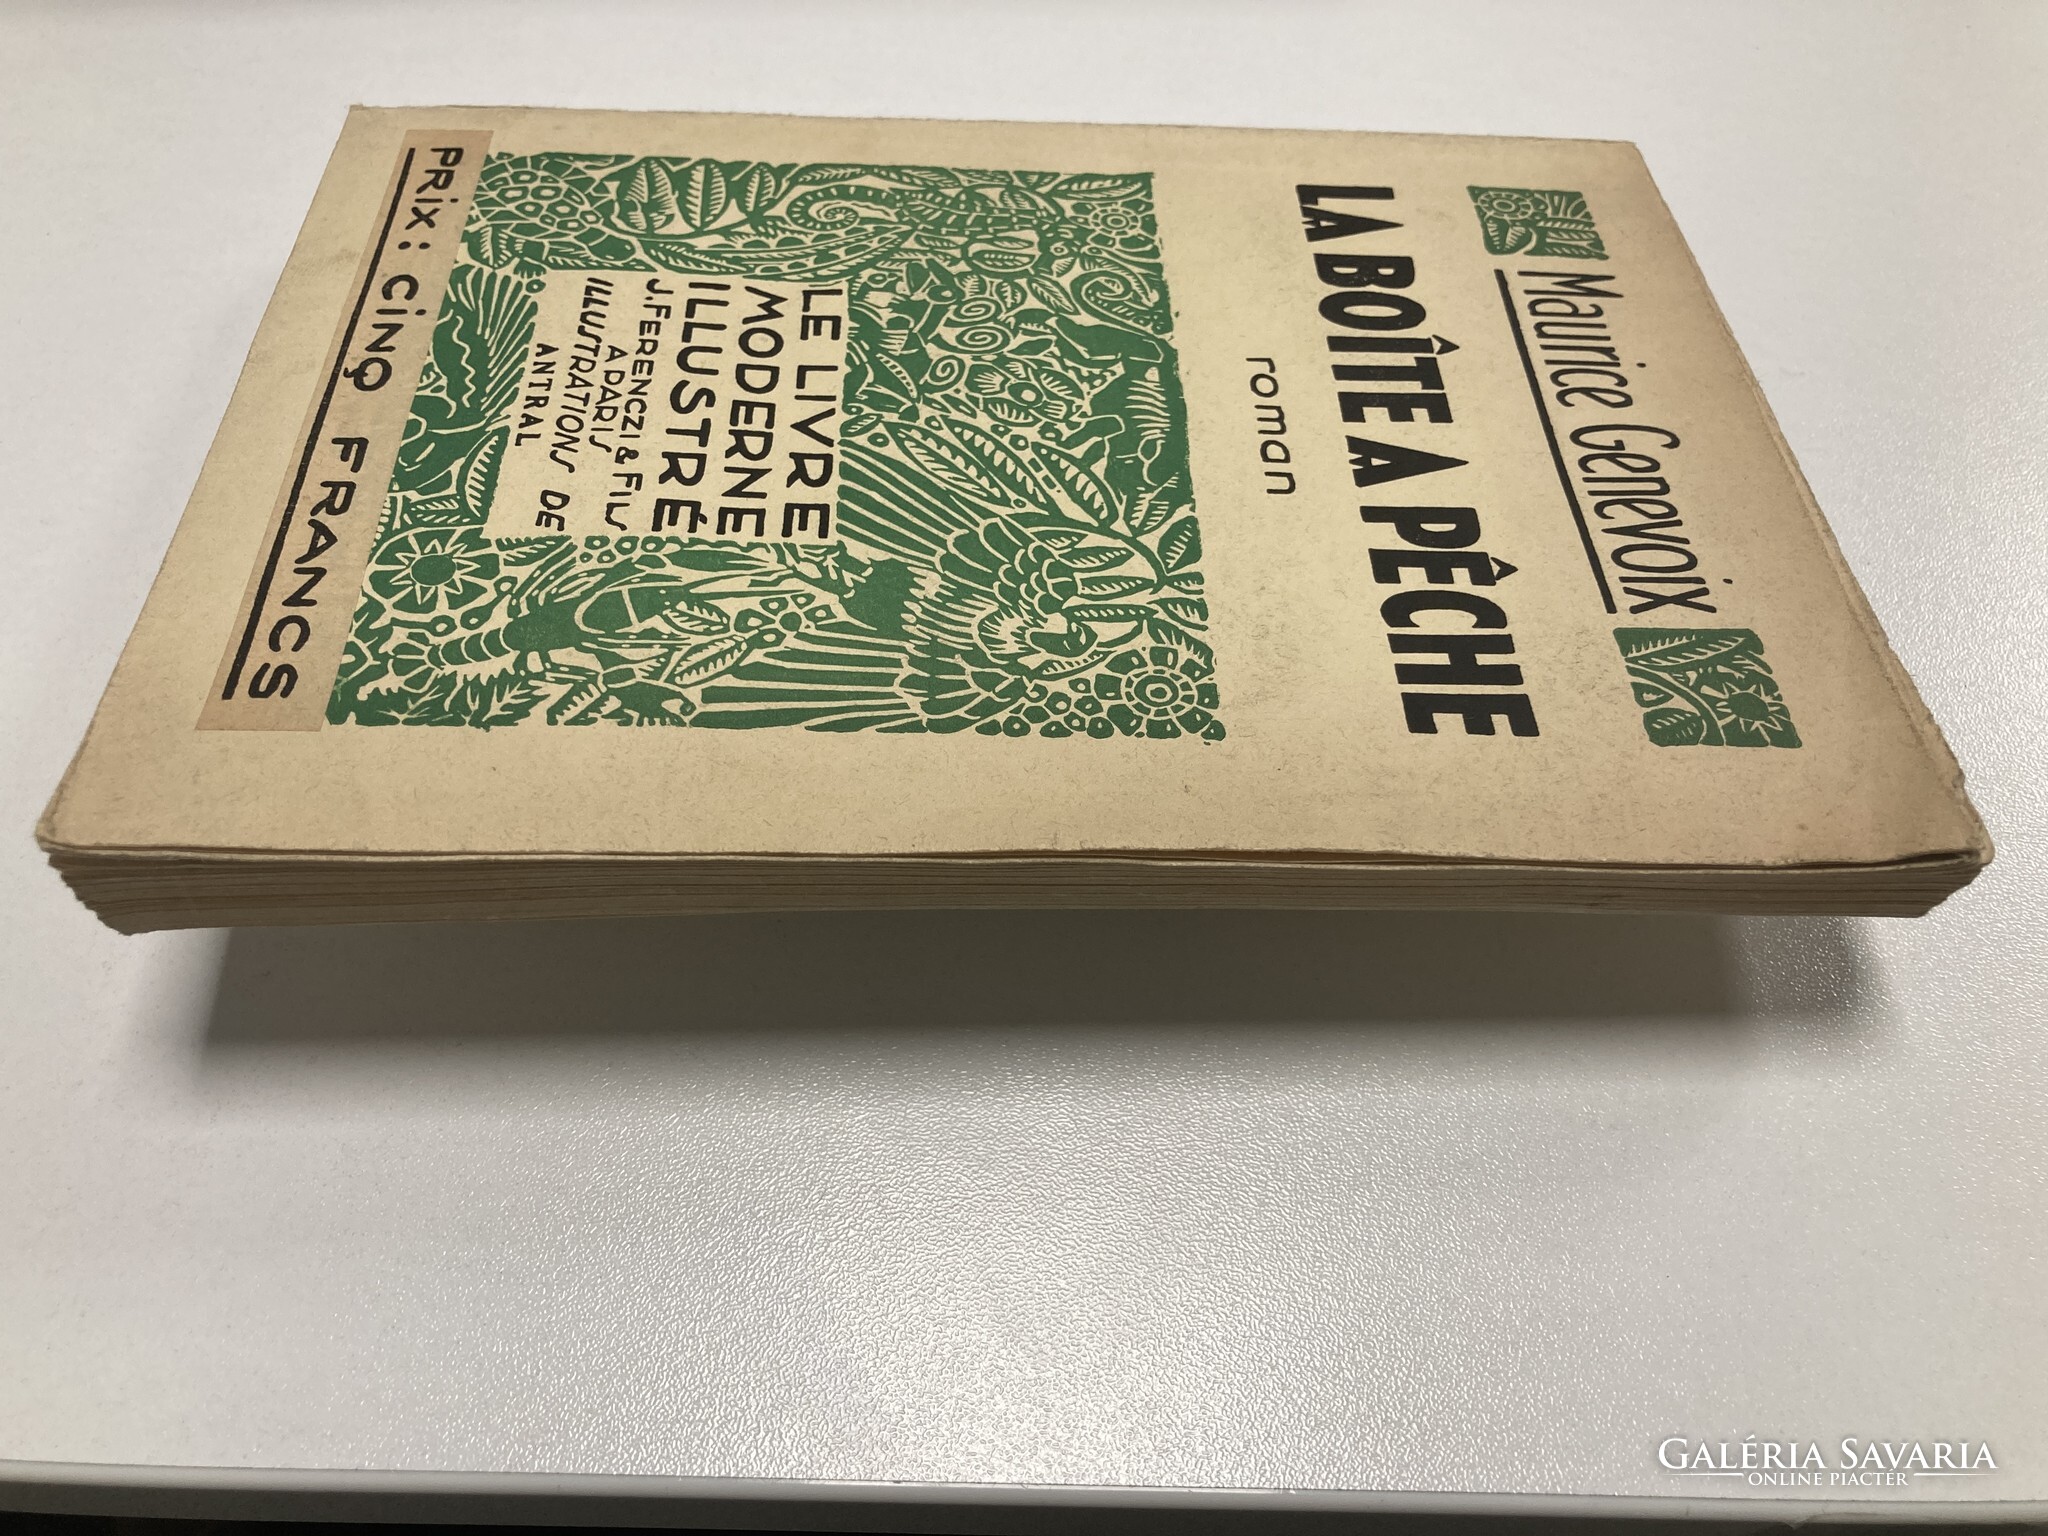 Maurice Genevoix
LA BOÎTE A PÊCHE
roman
LE LIVRE
MODERNE
ILLUSTRÉ
J. FERENCZI & FILS
A PARIS
ILLUSTRATIONS DE
ANTRAL
PRiX : CiNQ FRANCS
GALÉRIA SAVARIA
ONLINE PIACTÉR